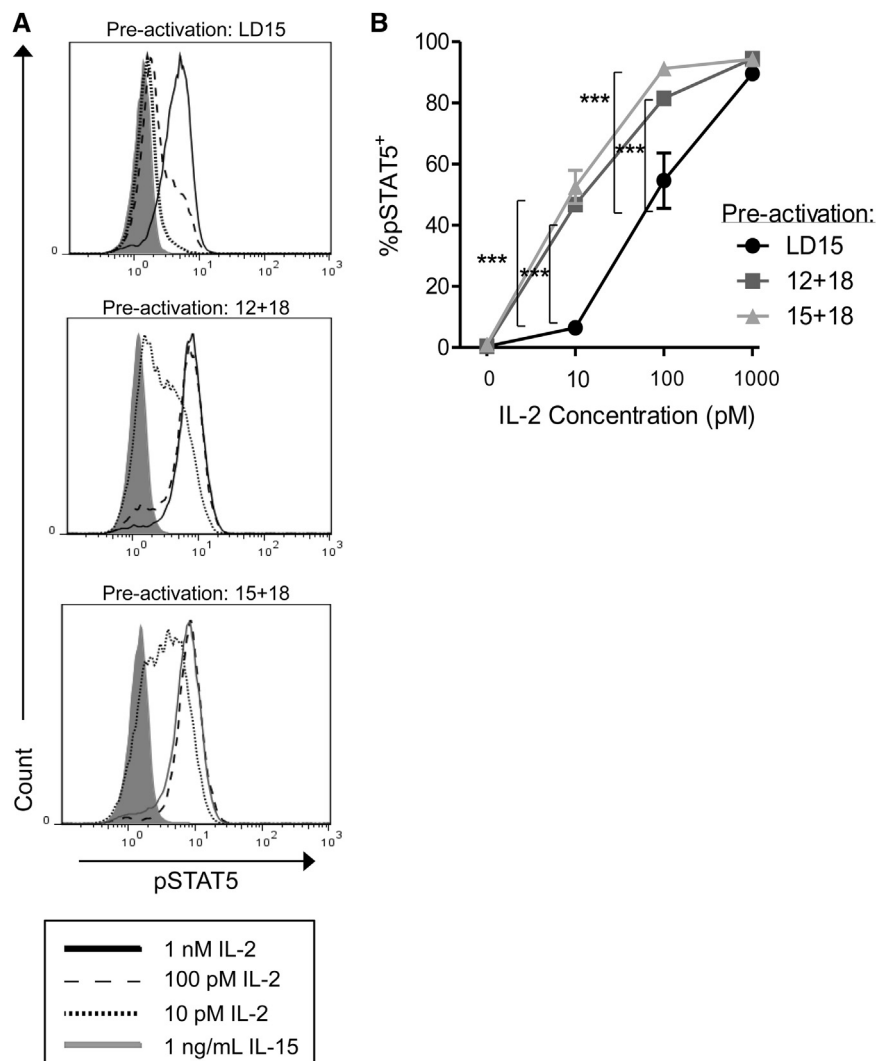 A
Pre-activation: LD15
0
10⁰ 10¹ 10² 10³
Pre-activation: 12+18
0
10⁰ 10¹ 10² 10³
Pre-activation: 15+18
0
10⁰ 10¹ 10² 10³
Count
pSTAT5
1 nM IL-2
100 pM IL-2
10 pM IL-2
1 ng/mL IL-15
B
100
80
60
40
20
0
%pSTAT5⁺
***
***
***
***
0 10 100 1000
IL-2 Concentration (pM)
Pre-activation:
LD15
12+18
15+18